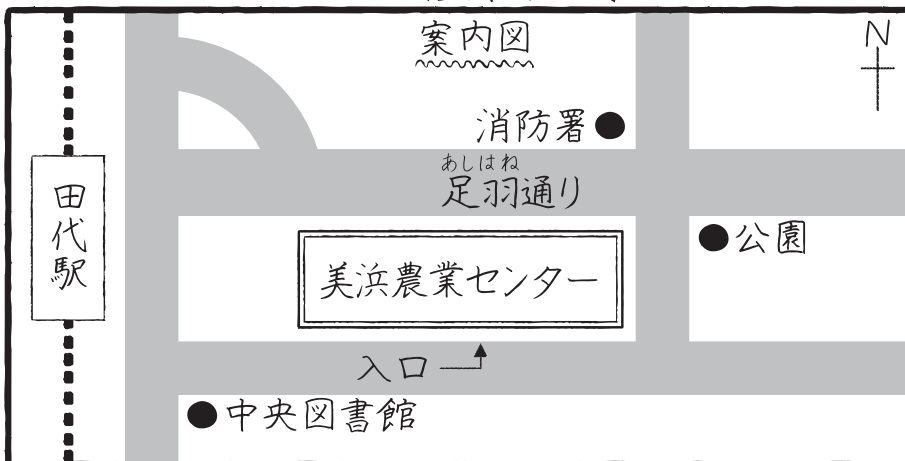 案内図
N
消防署
あしはね
足羽通り
田代駅
公園
美浜農業センター
入口
中央図書館